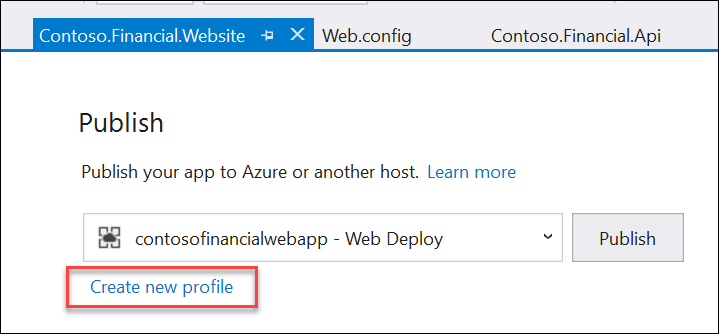 Contoso.Financial.Website Web.config Contoso.Financial.Api
Publish
Publish your app to Azure or another host. Learn more
contosofinancialwebapp - Web Deploy Publish
Create new profile